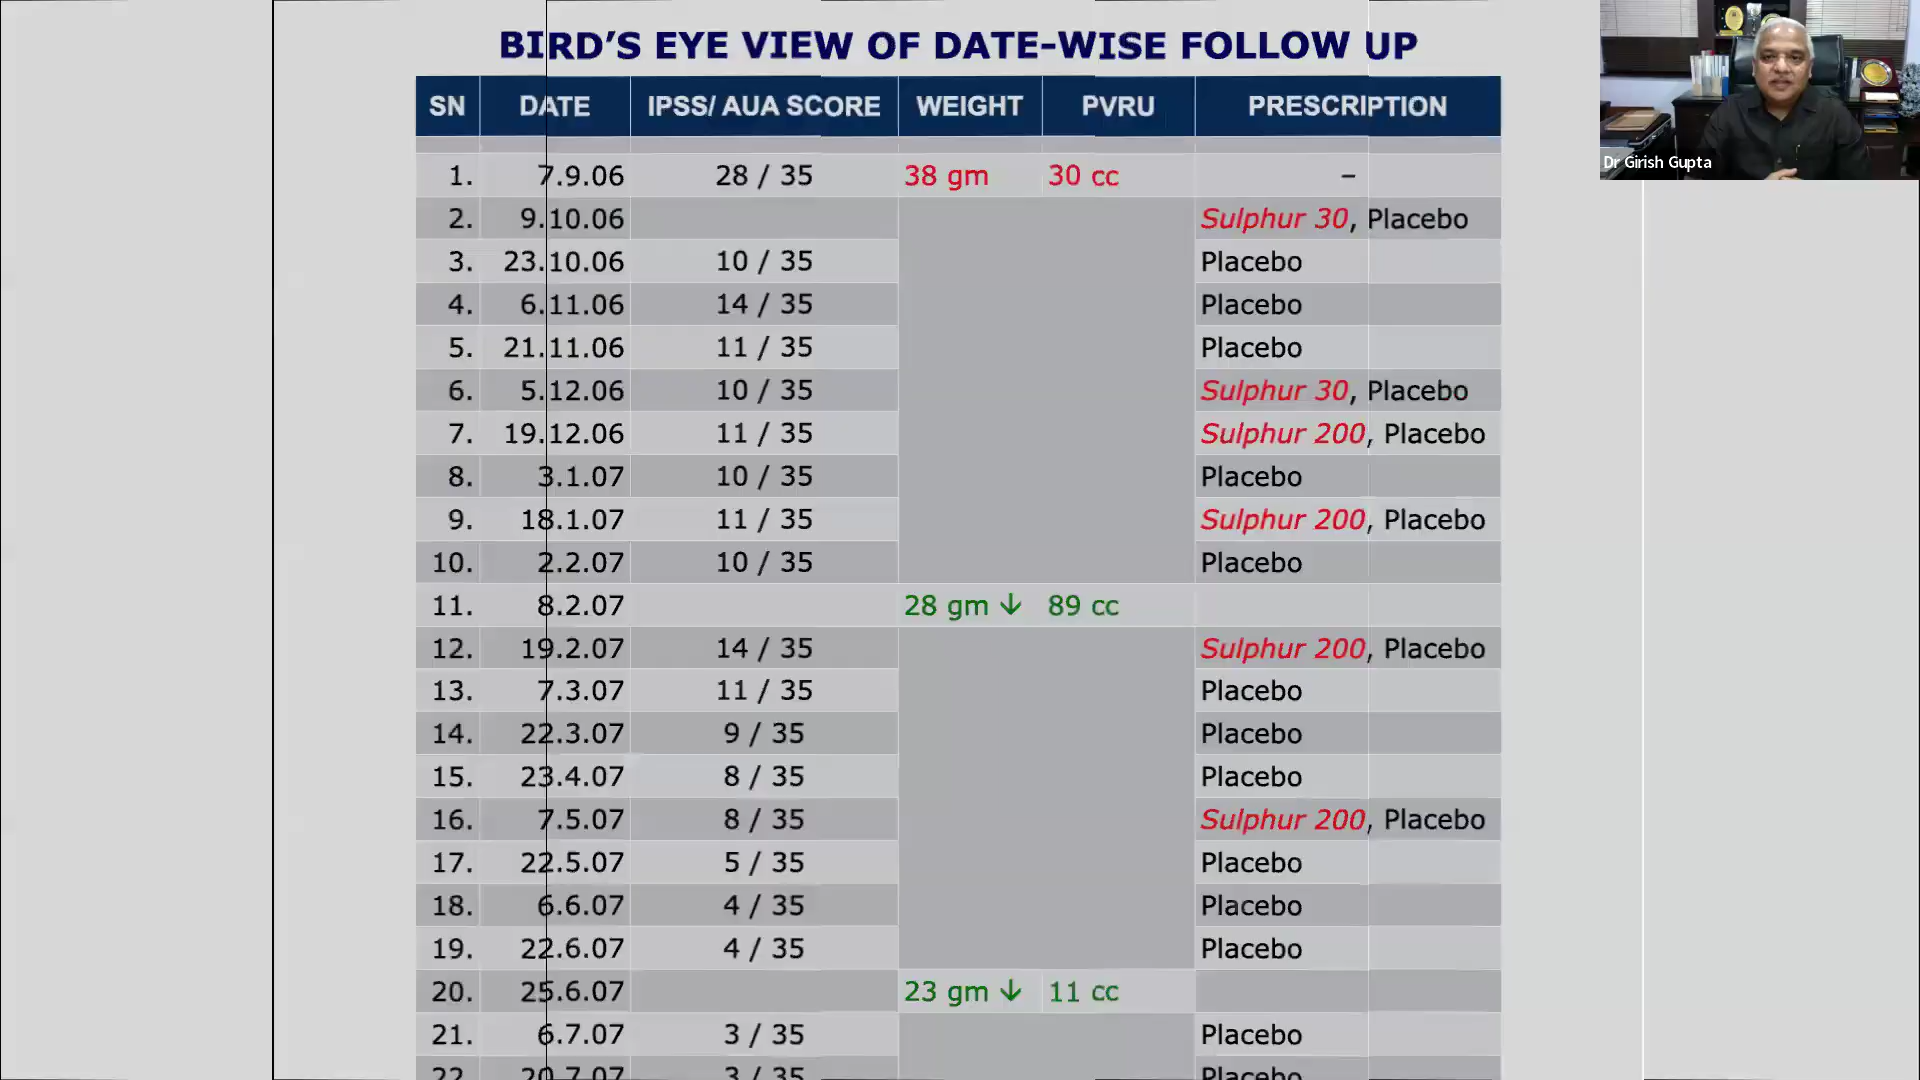 BIRD’S EYE VIEW OF DATE-WISE FOLLOW UP
SN DATE IPSS/ AUA SCORE WEIGHT PVRU PRESCRIPTION
1. 7.9.06 28 / 35 38 gm 30 cc –
2. 9.10.06 Sulphur 30, Placebo
3. 23.10.06 10 / 35 Placebo
4. 6.11.06 14 / 35 Placebo
5. 21.11.06 11 / 35 Placebo
6. 5.12.06 10 / 35 Sulphur 30, Placebo
7. 19.12.06 11 / 35 Sulphur 200, Placebo
8. 3.1.07 10 / 35 Placebo
9. 18.1.07 11 / 35 Sulphur 200, Placebo
10. 2.2.07 10 / 35 Placebo
11. 8.2.07 28 gm ↓ 89 cc
12. 19.2.07 14 / 35 Sulphur 200, Placebo
13. 7.3.07 11 / 35 Placebo
14. 22.3.07 9 / 35 Placebo
15. 23.4.07 8 / 35 Placebo
16. 7.5.07 8 / 35 Sulphur 200, Placebo
17. 22.5.07 5 / 35 Placebo
18. 6.6.07 4 / 35 Placebo
19. 22.6.07 4 / 35 Placebo
20. 25.6.07 23 gm ↓ 11 cc
21. 6.7.07 3 / 35 Placebo
22. 20.7.07 3 / 35 Placebo
Dr Girish Gupta